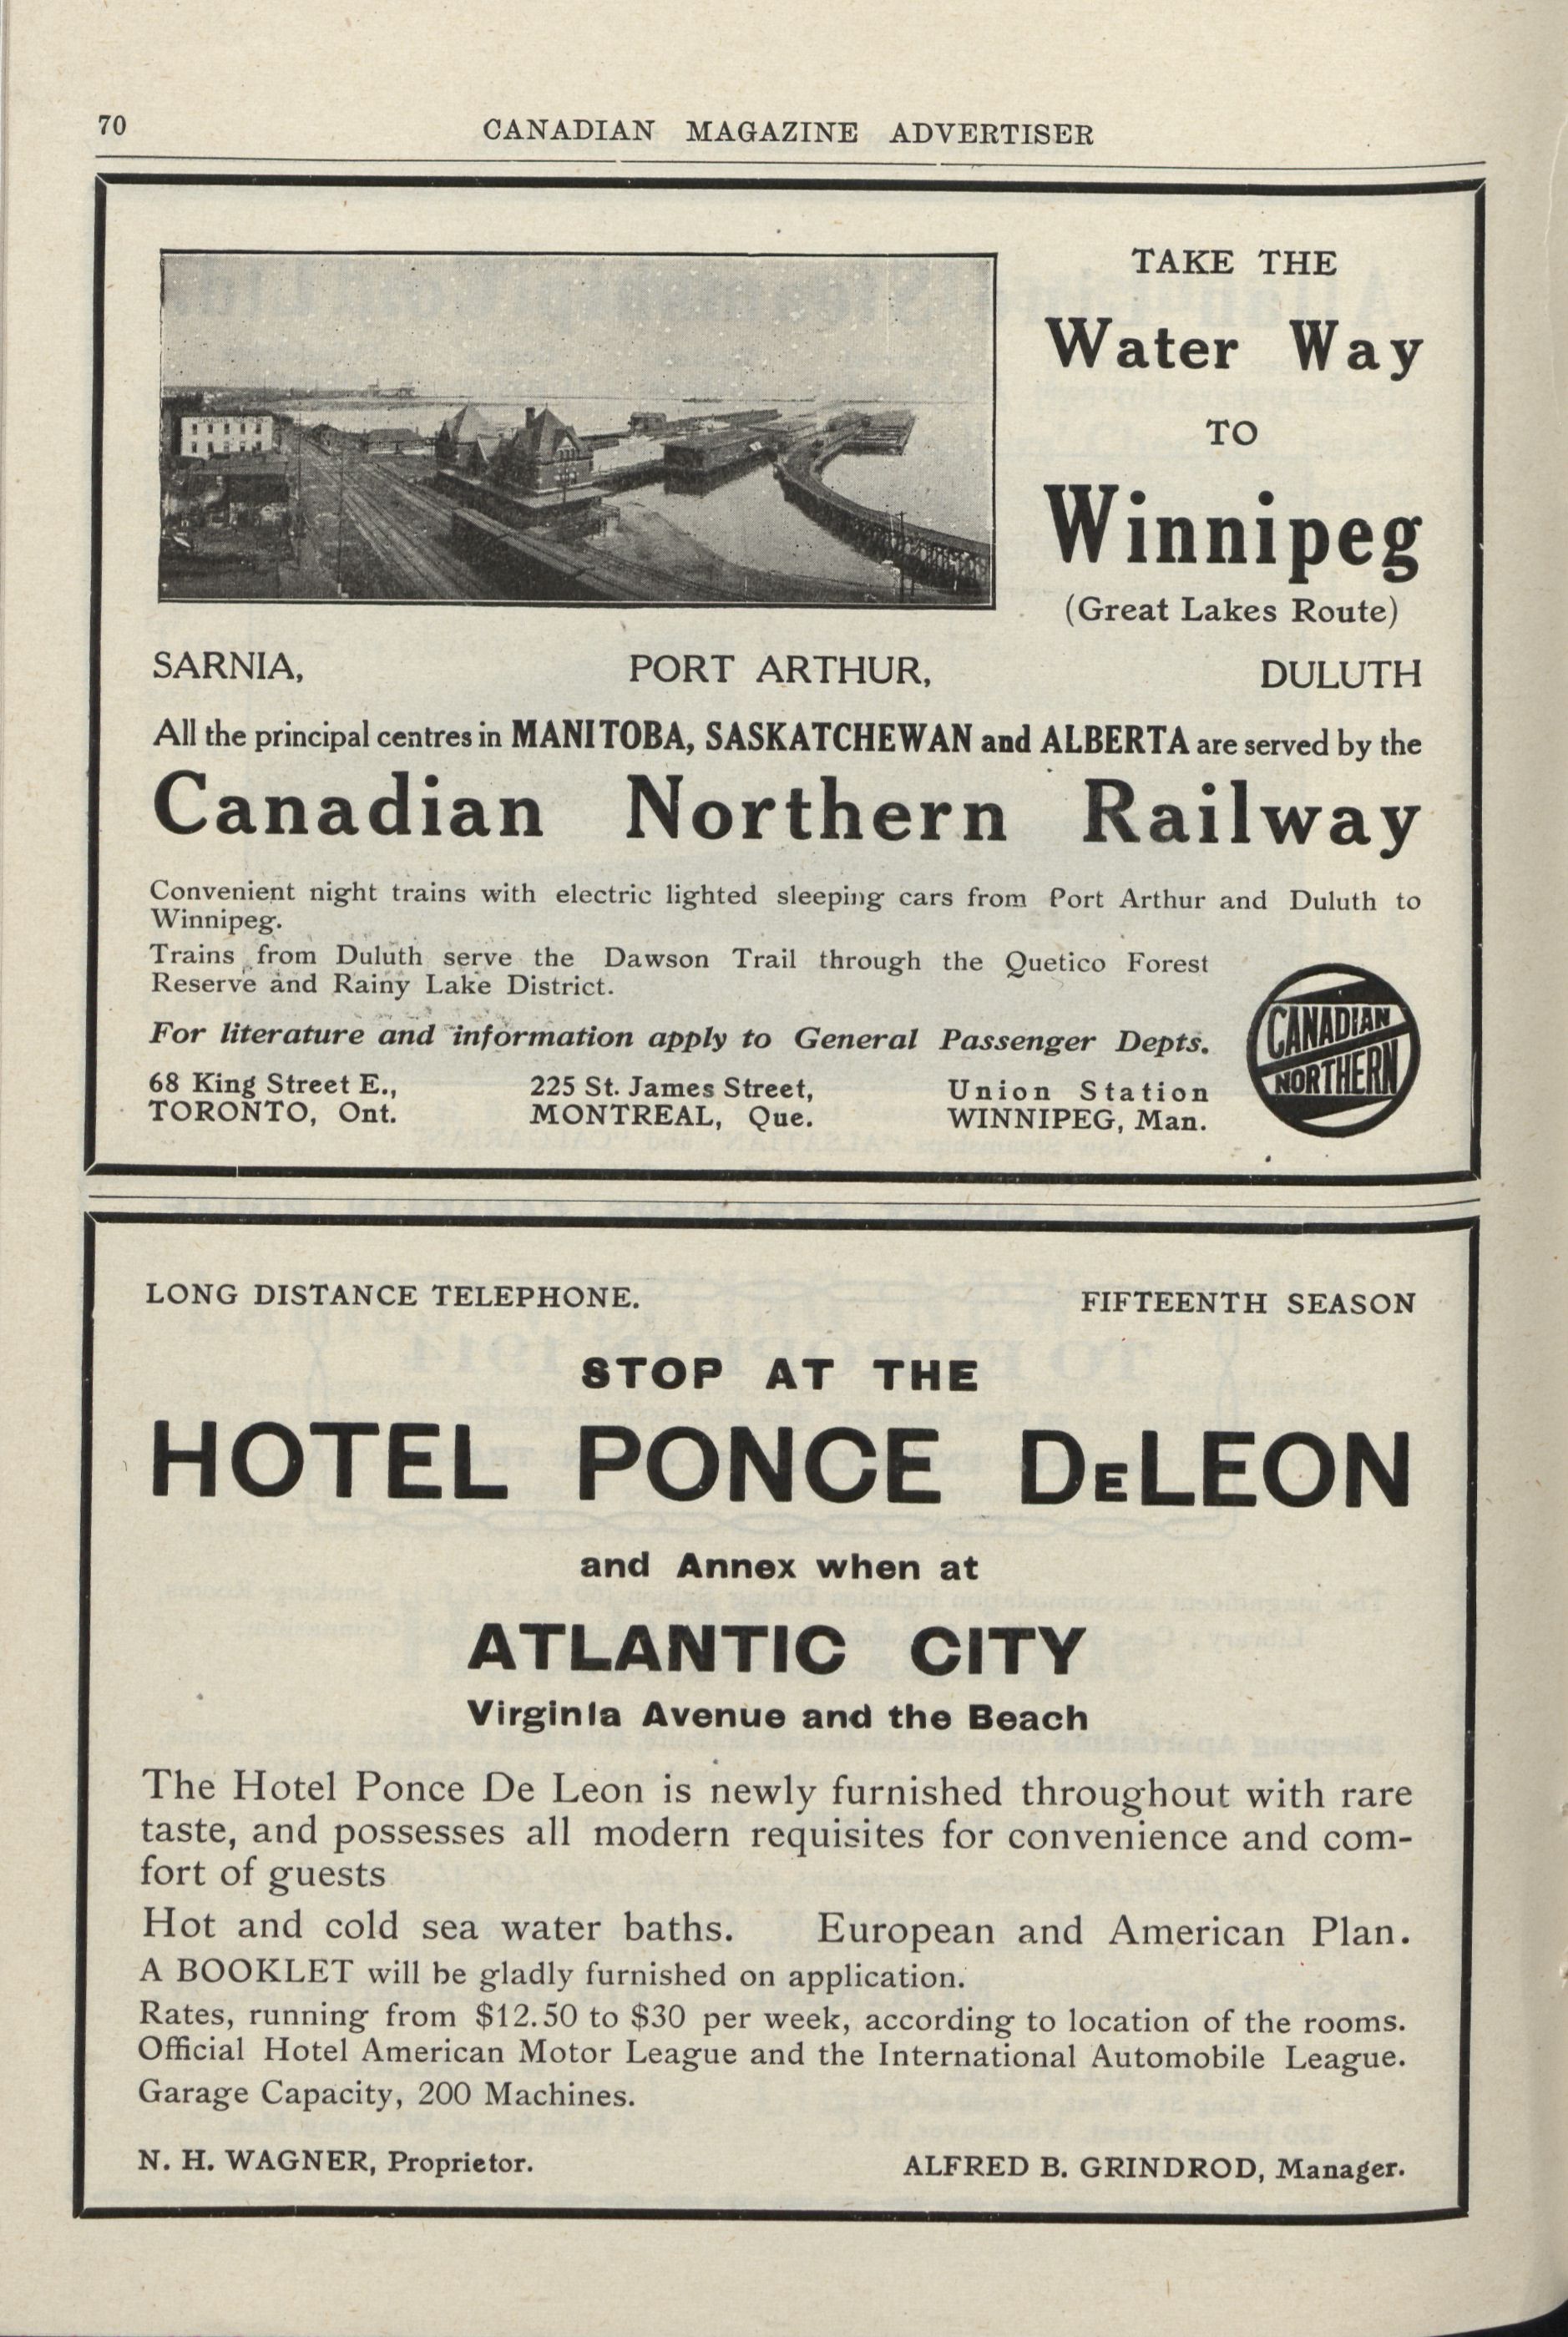 70
CANADIAN MAGAZINE ADVERTISER
TAKE THE
Water Way
TO
Winnipeg
(Great Lakes Route)
SARNIA, PORT ARTHUR, DULUTH
All the principal centres in MANITOBA, SASKATCHEWAN and ALBERTA are served by the
Canadian Northern Railway
Convenient night trains with electric lighted sleeping cars from Port Arthur and Duluth to
Winnipeg.
Trains from Duluth serve the Dawson Trail through the Quetico Forest
Reserve and Rainy Lake District.
For literature and information apply to General Passenger Depts.
68 King Street E., 225 St. James Street, Union Station
TORONTO, Ont. MONTREAL, Que. WINNIPEG, Man.
CANADIAN
NORTHERN
LONG DISTANCE TELEPHONE. FIFTEENTH SEASON
STOP AT THE
HOTEL PONCE DELEON
and Annex when at
ATLANTIC CITY
Virginia Avenue and the Beach
The Hotel Ponce De Leon is newly furnished throughout with rare
taste, and possesses all modern requisites for convenience and com-
fort of guests
Hot and cold sea water baths. European and American Plan.
A BOOKLET will be gladly furnished on application.
Rates, running from $12.50 to $30 per week, according to location of the rooms.
Official Hotel American Motor League and the International Automobile League.
Garage Capacity, 200 Machines.
N. H. WAGNER, Proprietor. ALFRED B. GRINDROD, Manager.